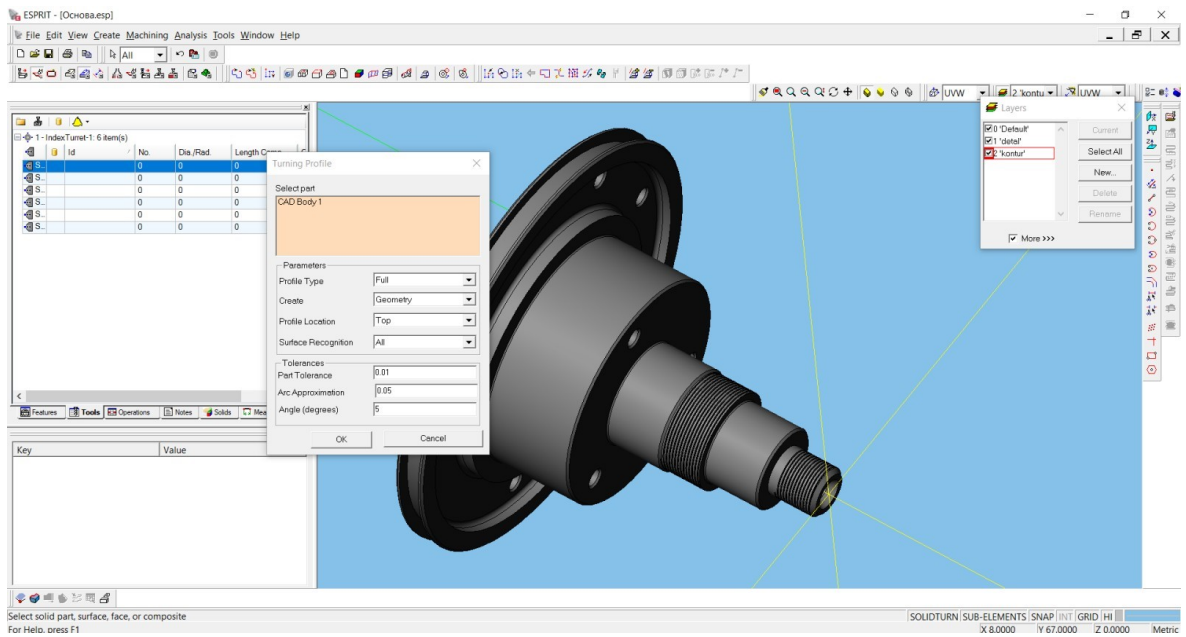 ESPRIT - [Основа.esp]
File Edit View Create Machining Analysis Tools Window Help
All
UVW 2 'kontu UVW
Layers
0 'Default'
1 'detal'
2 'kontur'
Current
Select All
New...
Delete
Rename
More >>>
1 - IndexTurret-1: 6 item(s)
Id / No. Dia./Rad. Length Comp
S... 0 0 0
S... 0 0 0
S... 0 0 0
S... 0 0 0
S... 0 0 0
S... 0 0 0
Turning Profile
Select part
CAD Body 1
Parameters
Profile Type Full
Create Geometry
Profile Location Top
Surface Recognition All
Tolerances
Part Tolerance 0.01
Arc Approximation 0.05
Angle (degrees) 5
OK Cancel
Features Tools Operations Notes Solids Mea
Key Value
Select solid part, surface, face, or composite
SOLIDTURN SUB-ELEMENTS SNAP INT GRID HI
For Help, press F1
X 8.0000 Y 67.0000 Z 0.0000 Metric